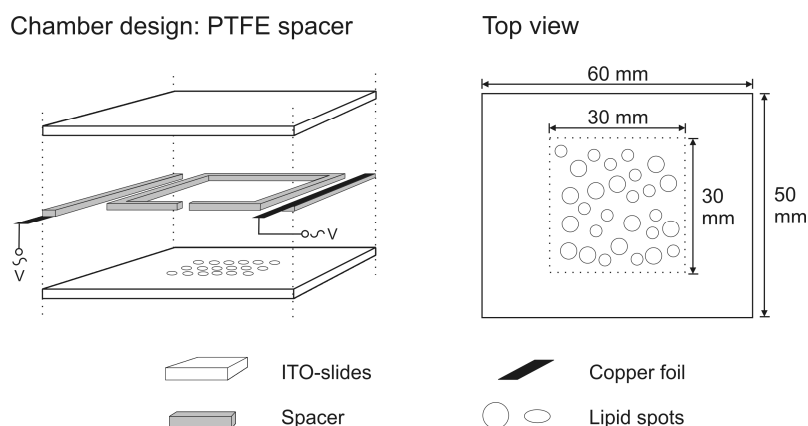 Chamber design: PTFE spacer
Top view
60 mm
30 mm
30
mm
50
mm
V
V
ITO-slides
Copper foil
Spacer
Lipid spots